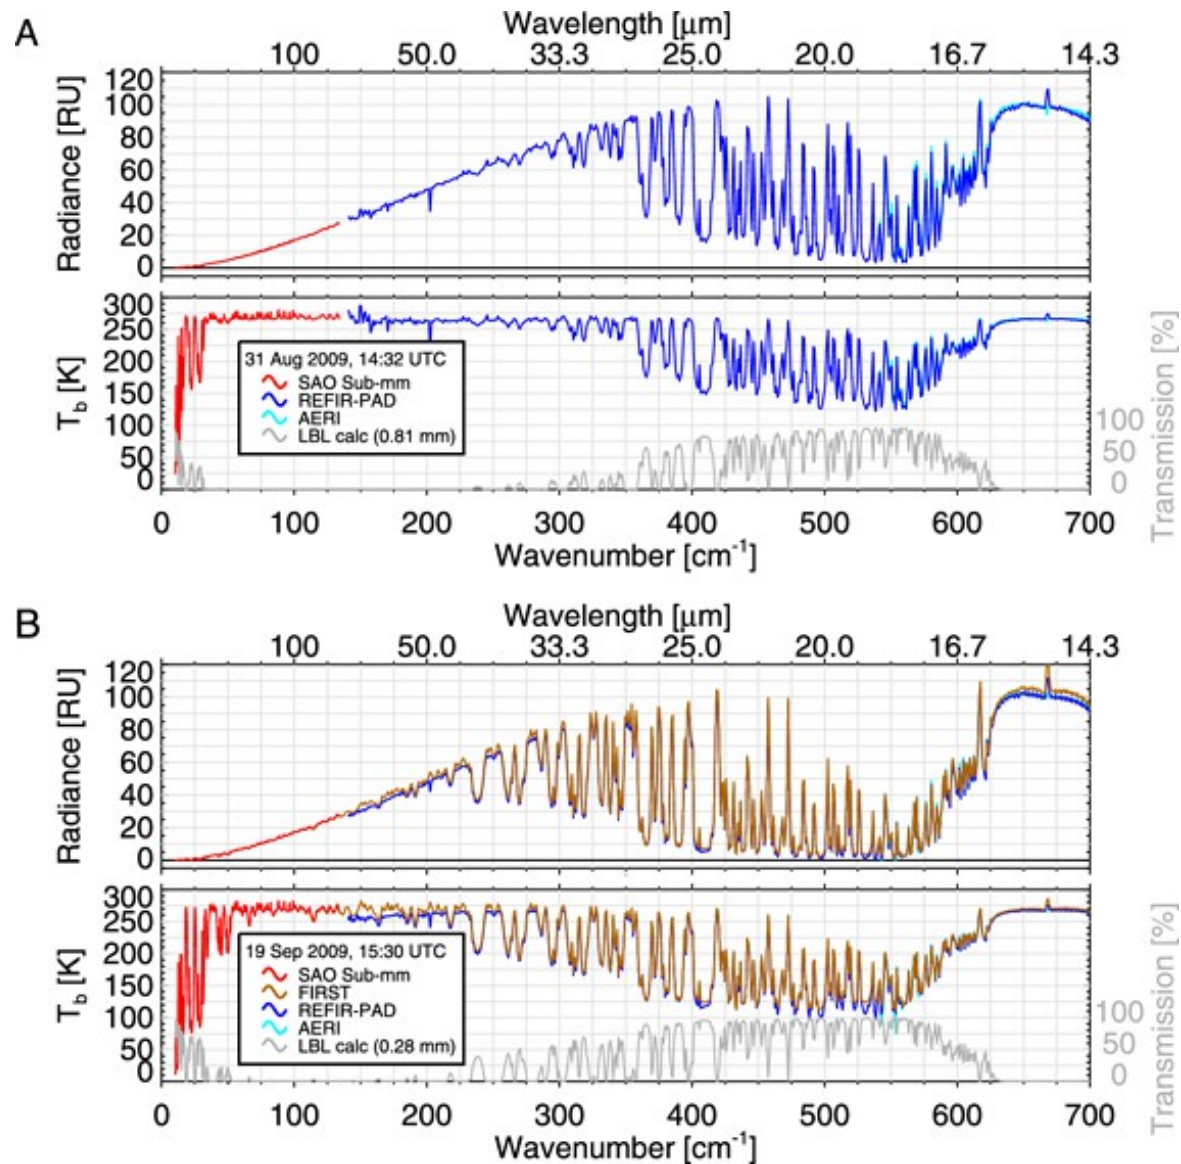 A
Wavelength [μm]
100 50.0 33.3 25.0 20.0 16.7 14.3
Radiance [RU]
120
100
80
60
40
20
0
T_b [K]
300
250
200
150
100
50
0
31 Aug 2009, 14:32 UTC
SAO Sub-mm
REFIR-PAD
AERI
LBL calc (0.81 mm)
Transmission [%]
100
50
0
0 100 200 300 400 500 600 700
Wavenumber [cm⁻¹]
B
Wavelength [μm]
100 50.0 33.3 25.0 20.0 16.7 14.3
Radiance [RU]
120
100
80
60
40
20
0
T_b [K]
300
250
200
150
100
50
0
19 Sep 2009, 15:30 UTC
SAO Sub-mm
FIRST
REFIR-PAD
AERI
LBL calc (0.28 mm)
Transmission [%]
100
50
0
0 100 200 300 400 500 600 700
Wavenumber [cm⁻¹]